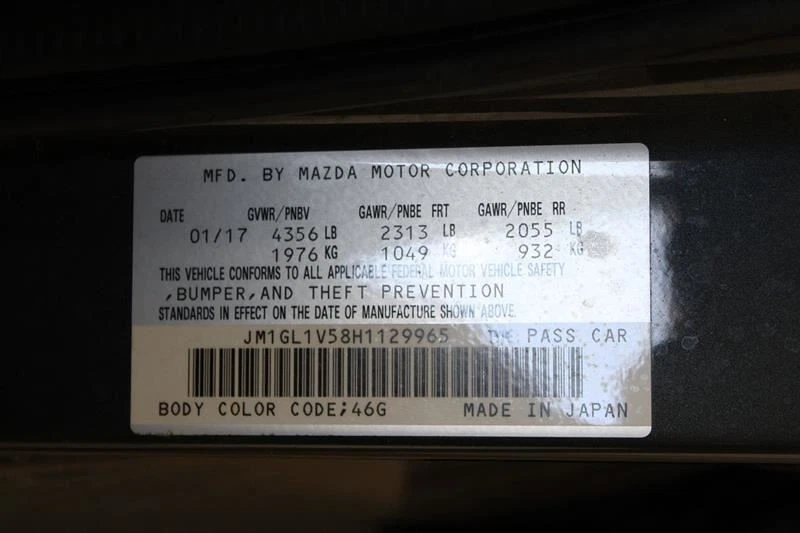 MFD. BY MAZDA MOTOR CORPORATION
DATE GVWR/PNBV GAWR/PNBE FRT GAWR/PNBE RR
01/17 4356 LB 2313 LB 2055 LB
1976 KG 1049 KG 932 KG
THIS VEHICLE CONFORMS TO ALL APPLICABLE FEDERAL MOTOR VEHICLE SAFETY
,BUMPER,AND THEFT PREVENTION
STANDARDS IN EFFECT ON THE DATE OF MANUFACTURE SHOWN ABOVE.
JM1GL1V58H1129965 PASS CAR
BODY COLOR CODE;46G MADE IN JAPAN